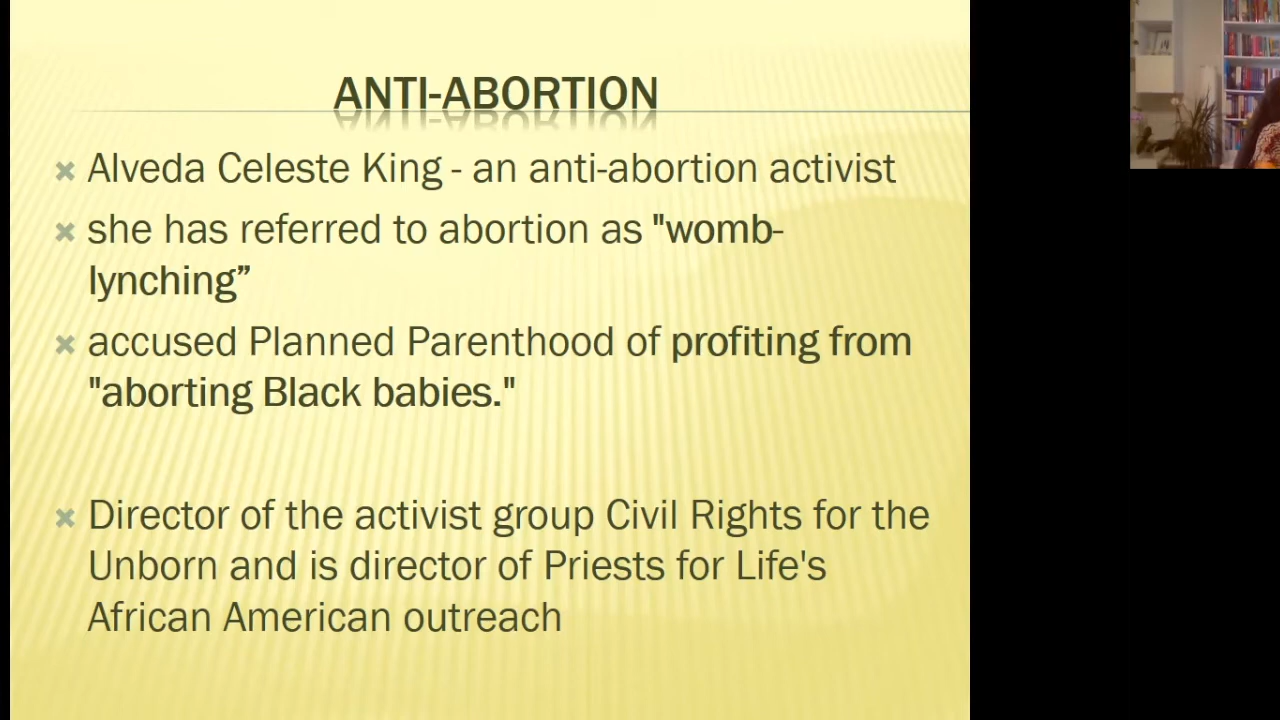 ANTI-ABORTION
Alveda Celeste King - an anti-abortion activist
she has referred to abortion as "womb-
lynching”
accused Planned Parenthood of profiting from
"aborting Black babies."
Director of the activist group Civil Rights for the
Unborn and is director of Priests for Life's
African American outreach